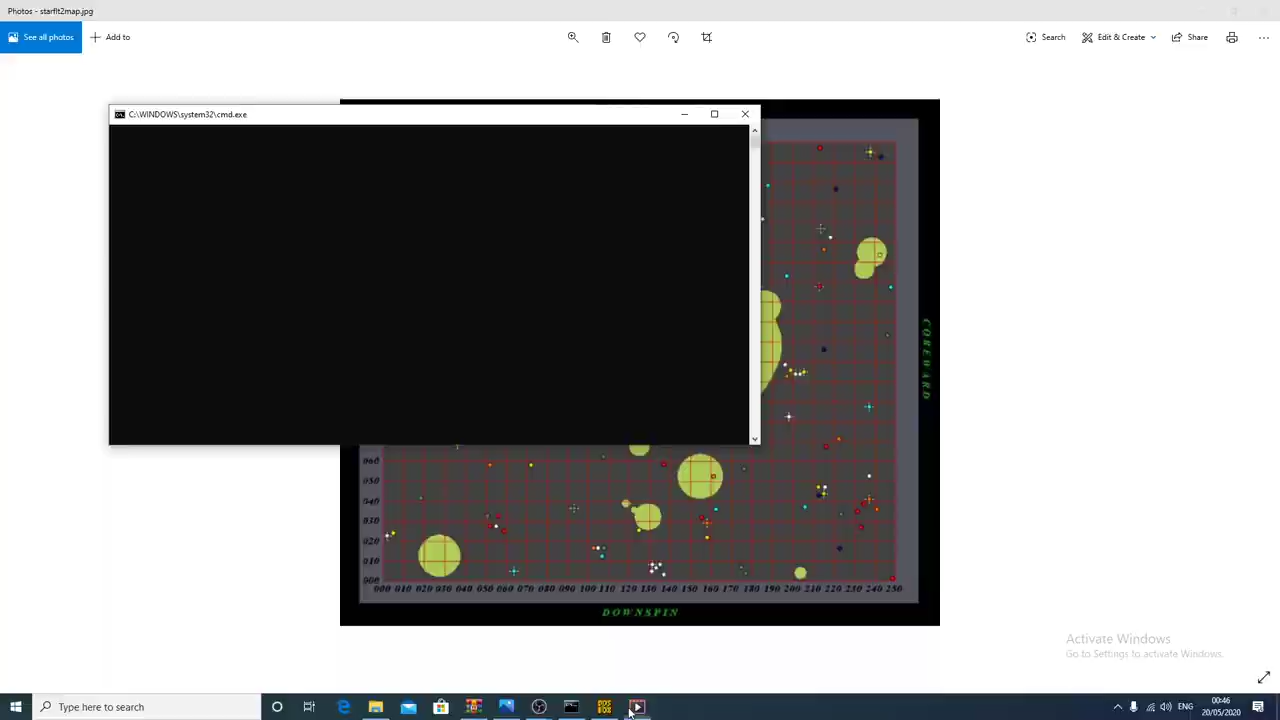 Photos - starflt2map.jpg
See all photos
Add to
Search
Edit & Create
Share
C:\WINDOWS\system32\cmd.exe
COREWARD
060
050
040
030
020
010
000
000 010 020 030 040 050 060 070 080 090 100 110 120 130 140 150 160 170 180 190 200 210 220 230 240 250
DOWNSPIN
Activate Windows
Go to Settings to activate Windows.
Type here to search
ENG
00:46
20/05/2020